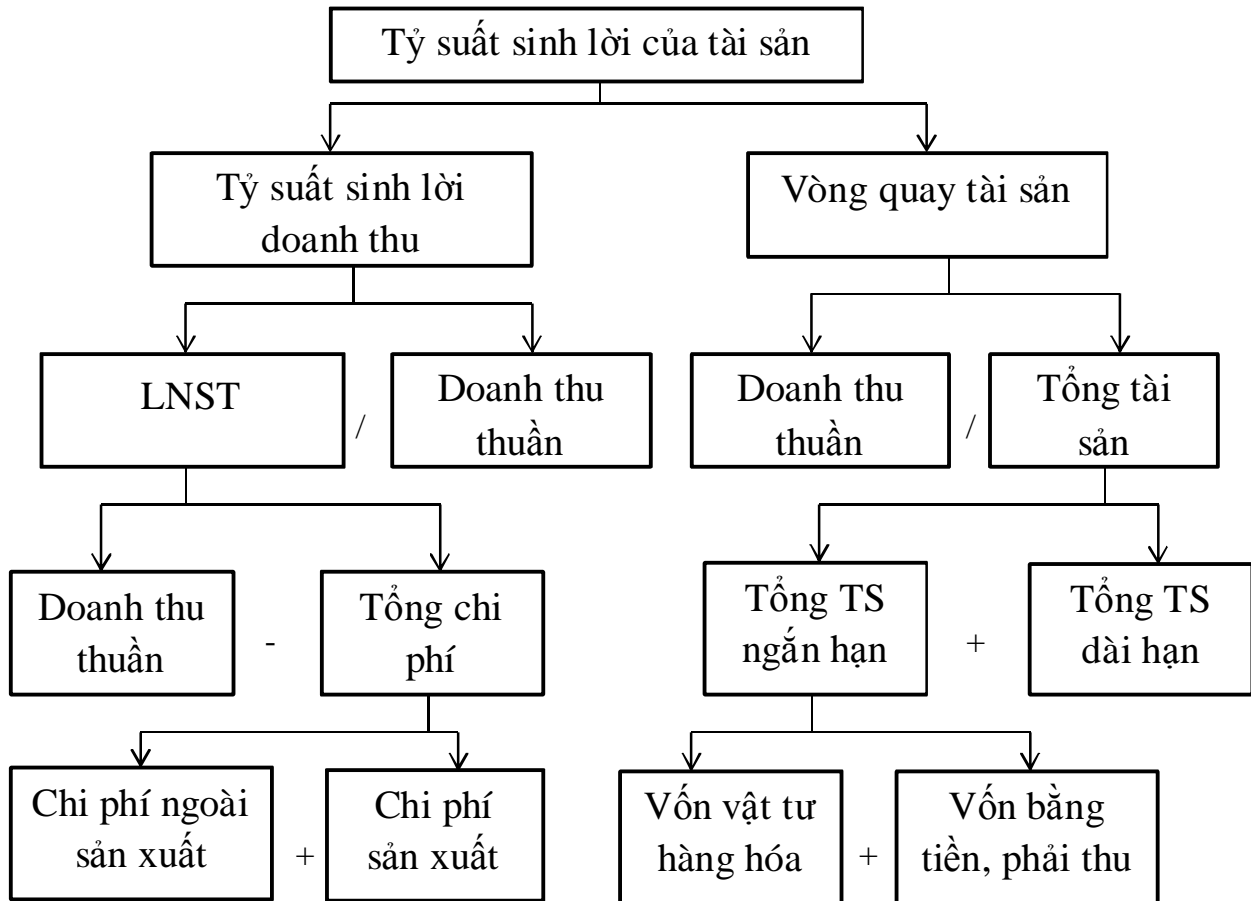 Tỷ suất sinh lời của tài sản
Tỷ suất sinh lời
doanh thu
Vòng quay tài sản
LNST
/
Doanh thu
thuần
Doanh thu
thuần
/
Tổng tài
sản
Doanh thu
thuần
-
Tổng chi
phí
Tổng TS
ngắn hạn
+
Tổng TS
dài hạn
Chi phí ngoài
sản xuất
+
Chi phí
sản xuất
Vốn vật tư
hàng hóa
+
Vốn bằng
tiền, phải thu